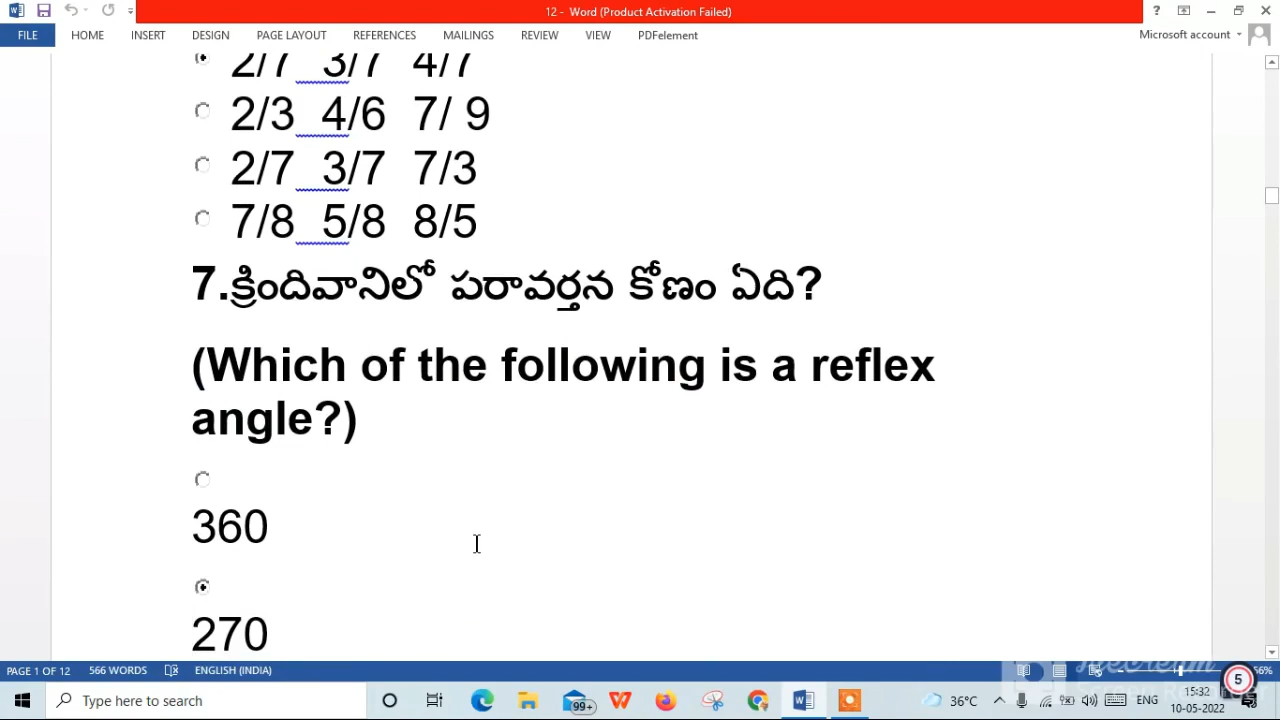 12 - Word (Product Activation Failed)
?
FILE HOME INSERT DESIGN PAGE LAYOUT REFERENCES MAILINGS REVIEW VIEW PDFelement Microsoft account
2/7 3/7 4/7
2/3 4/6 7/ 9
2/7 3/7 7/3
7/8 5/8 8/5
7.క్రిందివానిలో పరావర్తన కోణం ఏది?
(Which of the following is a reflex
angle?)
360
270
PAGE 1 OF 12 566 WORDS ENGLISH (INDIA)
5
Type here to search 99+ 36°C ENG 15:32
10-05-2022